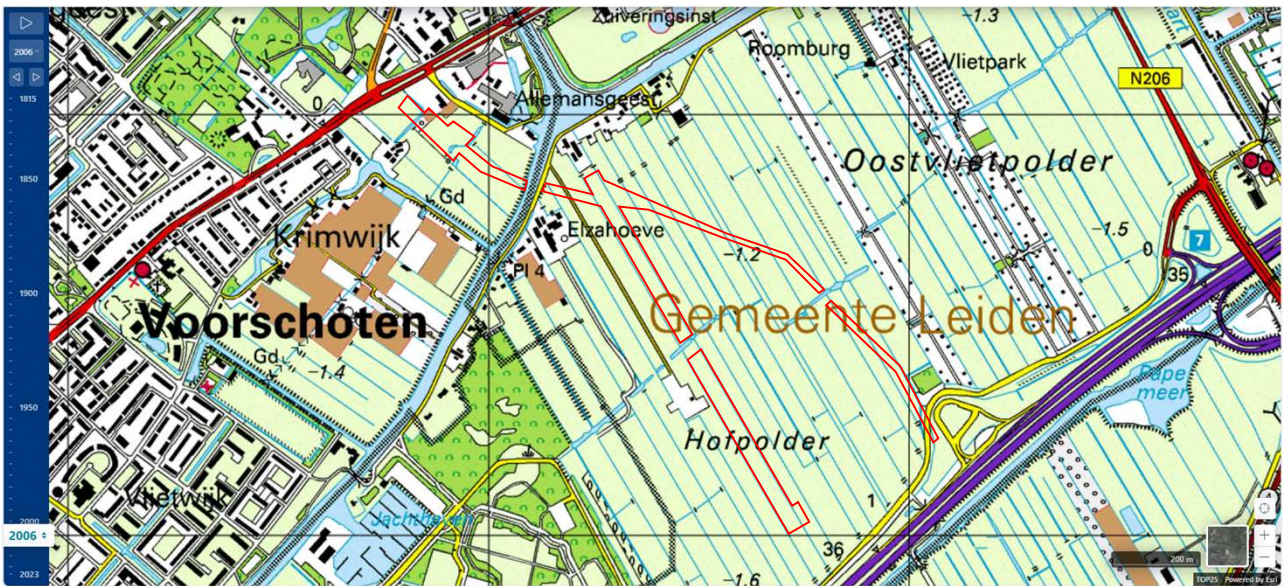 2006
1815
1850
1900
1950
2000
2006
2023
Zuiveringsinst
-1.3
Roomburg
Vlietpark
N206
0
Allemansgeest
Oostvlietpolder
Gd
Krimwijk
Elzahoeve
-1.2
-1.5
0
7
35
Pl 4
Voorschoten
Gemeente Leiden
Gd
-1.4
Papemeer
Hofpolder
Vlietwijk
Jachthaven
1
36
-1.6
200 m
TOP25
Powered by